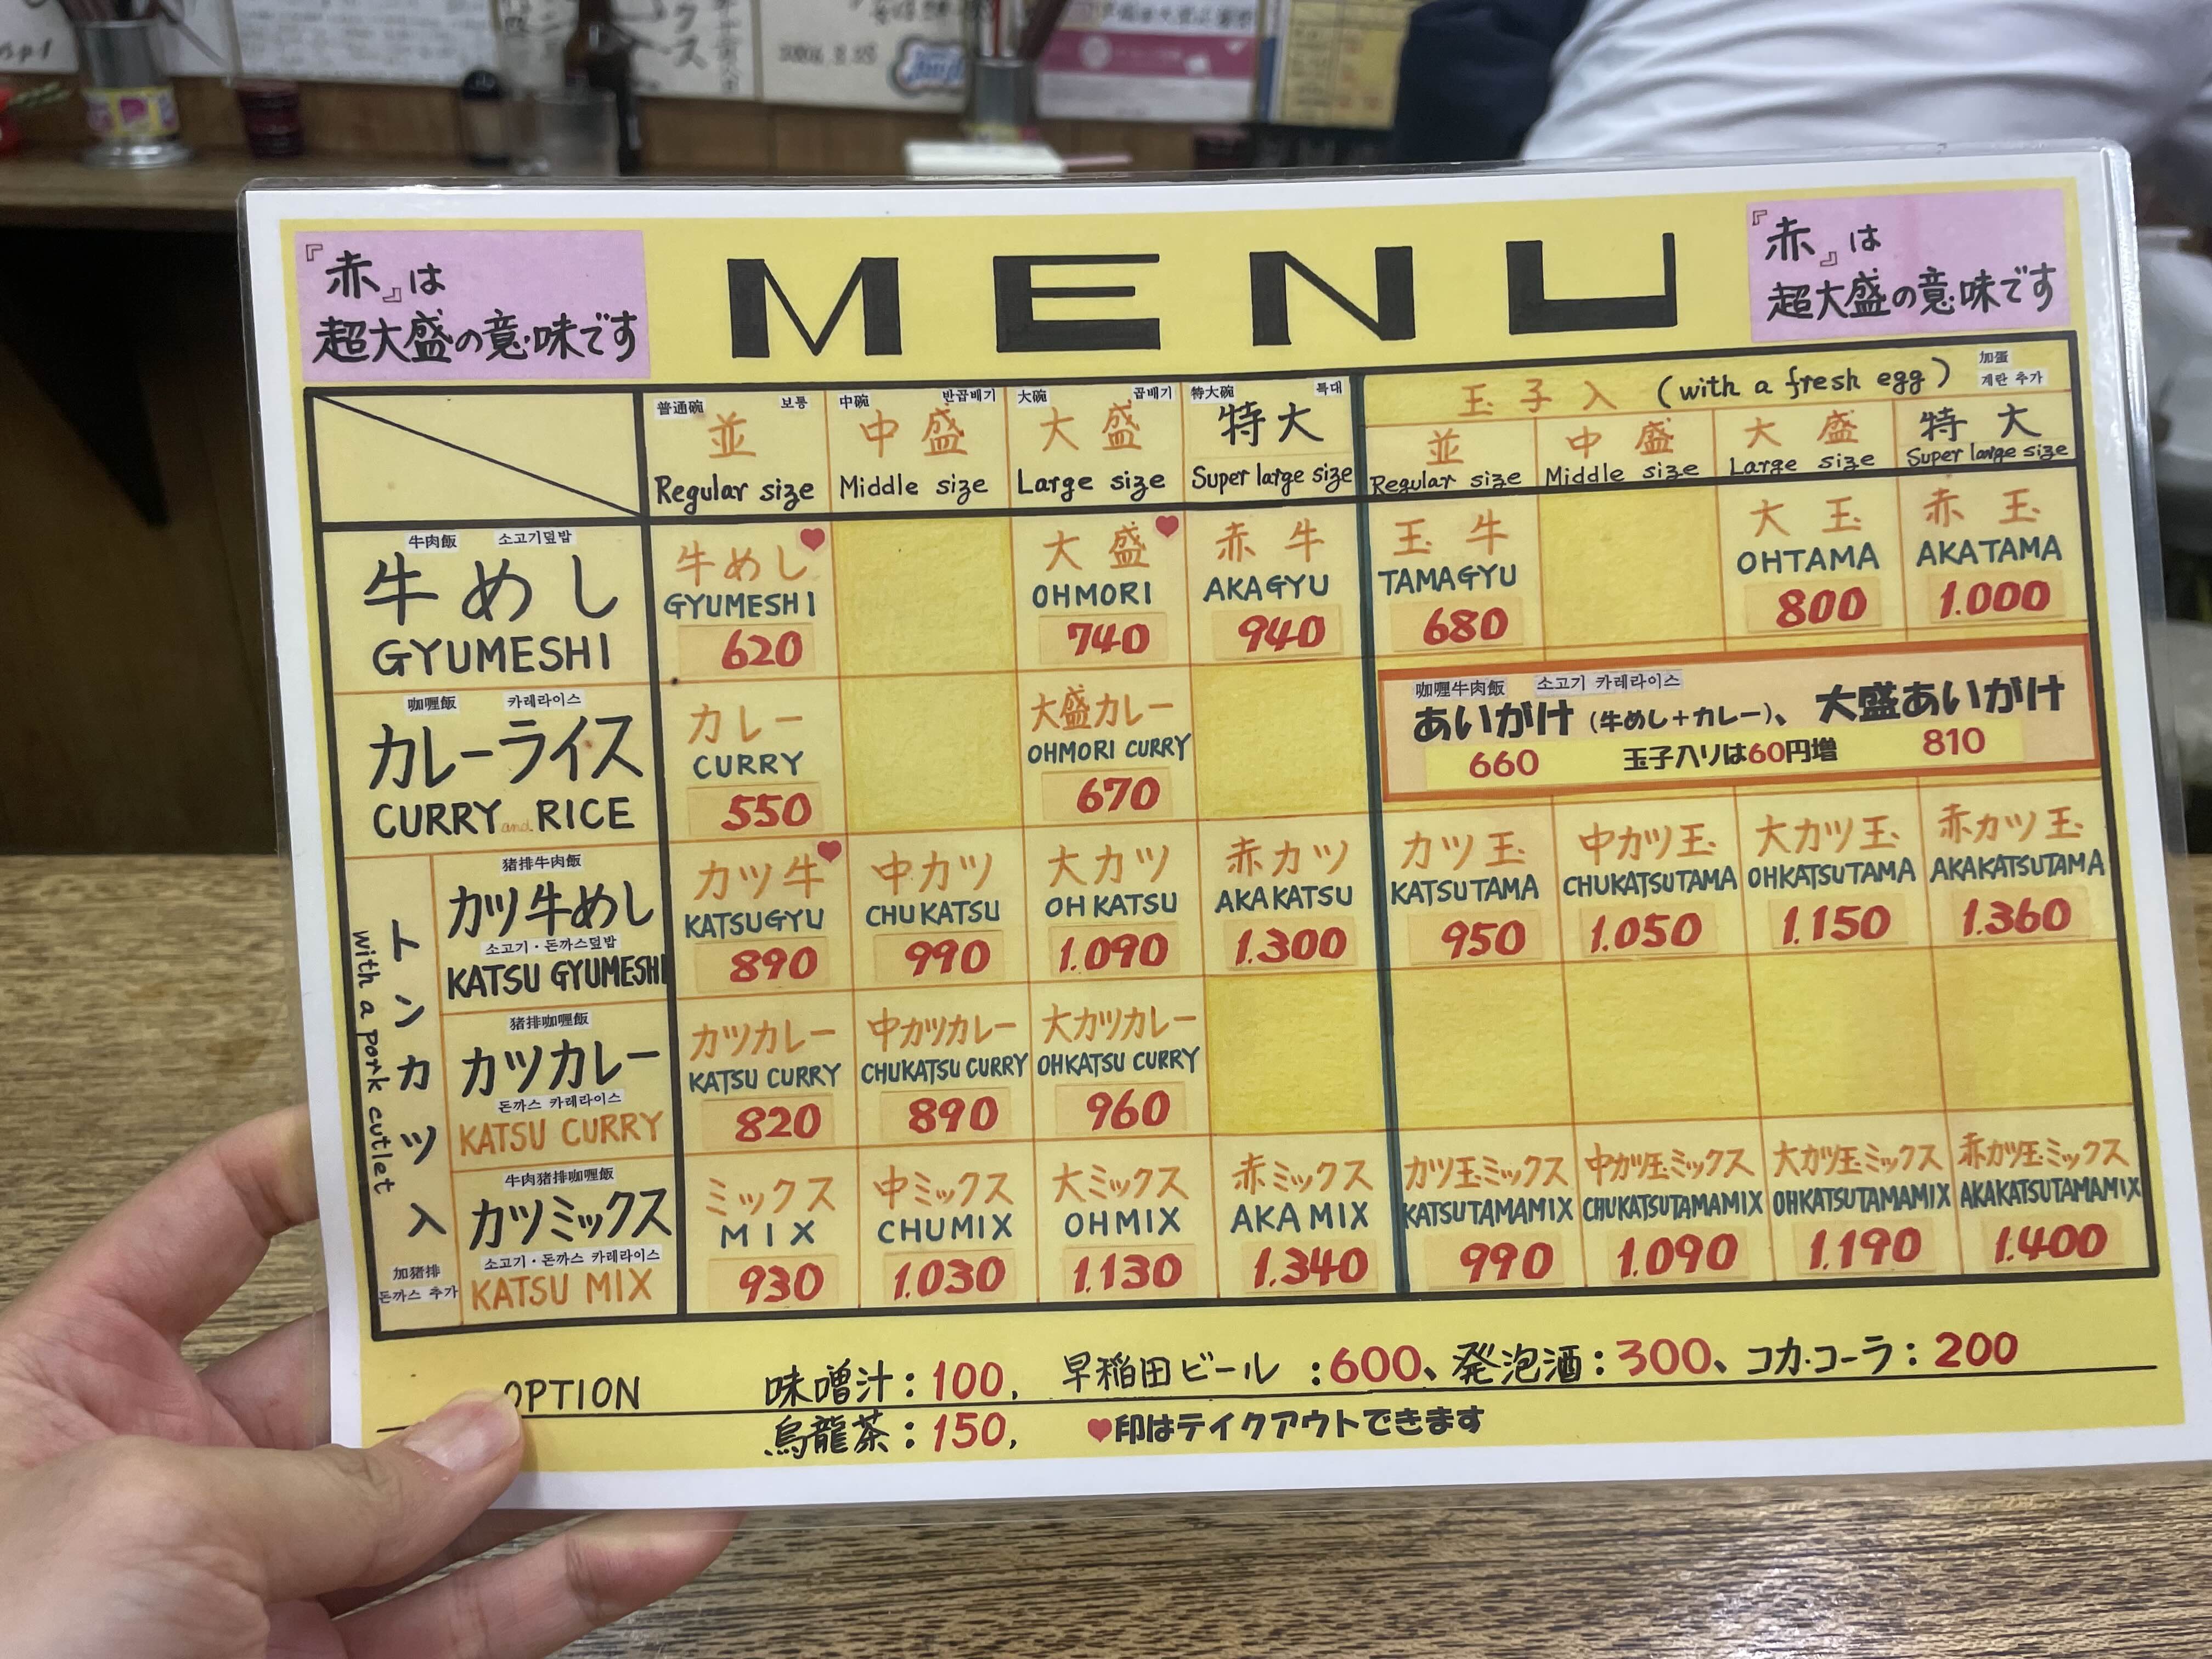 『赤』は
超大盛の意味です
MENU
『赤』は
超大盛の意味です
普通碗 보통
並
Regular size
中碗 반곱배기
中盛
Middle size
大碗 곱배기
大盛
Large size
特大碗 특대
特大
Super large size
玉子入 (with a fresh egg)
加蛋
계란 추가
並
Regular size
中盛
Middle size
大盛
Large size
特大
Super large size
牛肉飯 소고기덮밥
牛めし
GYUMESHI
牛めし♥
GYUMESHI
620
大盛♥
OHMORI
740
赤牛
AKAGYU
940
玉牛
TAMAGYU
680
大玉
OHTAMA
800
赤玉
AKATAMA
1.000
咖喱飯 카레라이스
カレーライス
CURRY and RICE
カレー
CURRY
550
大盛カレー
OHMORI CURRY
670
咖喱牛肉飯 소고기 카레라이스
あいがけ(牛めし+カレー)、大盛あいがけ
660 玉子入りは60円増 810
トンカツ入
with a pork cutlet
加猪排
돈까스 추가
猪排牛肉飯
カツ牛めし
소고기・돈까스덮밥
KATSU GYUMESHI
カツ牛♥
KATSUGYU
890
中カツ
CHUKATSU
990
大カツ
OHKATSU
1.090
赤カツ
AKAKATSU
1.300
カツ玉
KATSUTAMA
950
中カツ玉
CHUKATSUTAMA
1.050
大カツ玉
OHKATSUTAMA
1.150
赤カツ玉
AKAKATSUTAMA
1.360
猪排咖喱飯
カツカレー
돈까스 카레라이스
KATSU CURRY
カツカレー
KATSU CURRY
820
中カツカレー
CHUKATSU CURRY
890
大カツカレー
OHKATSU CURRY
960
牛肉猪排咖喱飯
カツミックス
소고기・돈까스 카레라이스
KATSU MIX
ミックス
MIX
930
中ミックス
CHUMIX
1.030
大ミックス
OHMIX
1.130
赤ミックス
AKAMIX
1.340
カツ玉ミックス
KATSUTAMAMIX
990
中カツ玉ミックス
CHUKATSUTAMAMIX
1.090
大カツ玉ミックス
OHKATSUTAMAMIX
1.190
赤カツ玉ミックス
AKAKATSUTAMAMIX
1.400
OPTION 味噌汁:100, 早稲田ビール:600、発泡酒:300、コカ・コーラ:200
烏龍茶:150, ♥印はテイクアウトできます